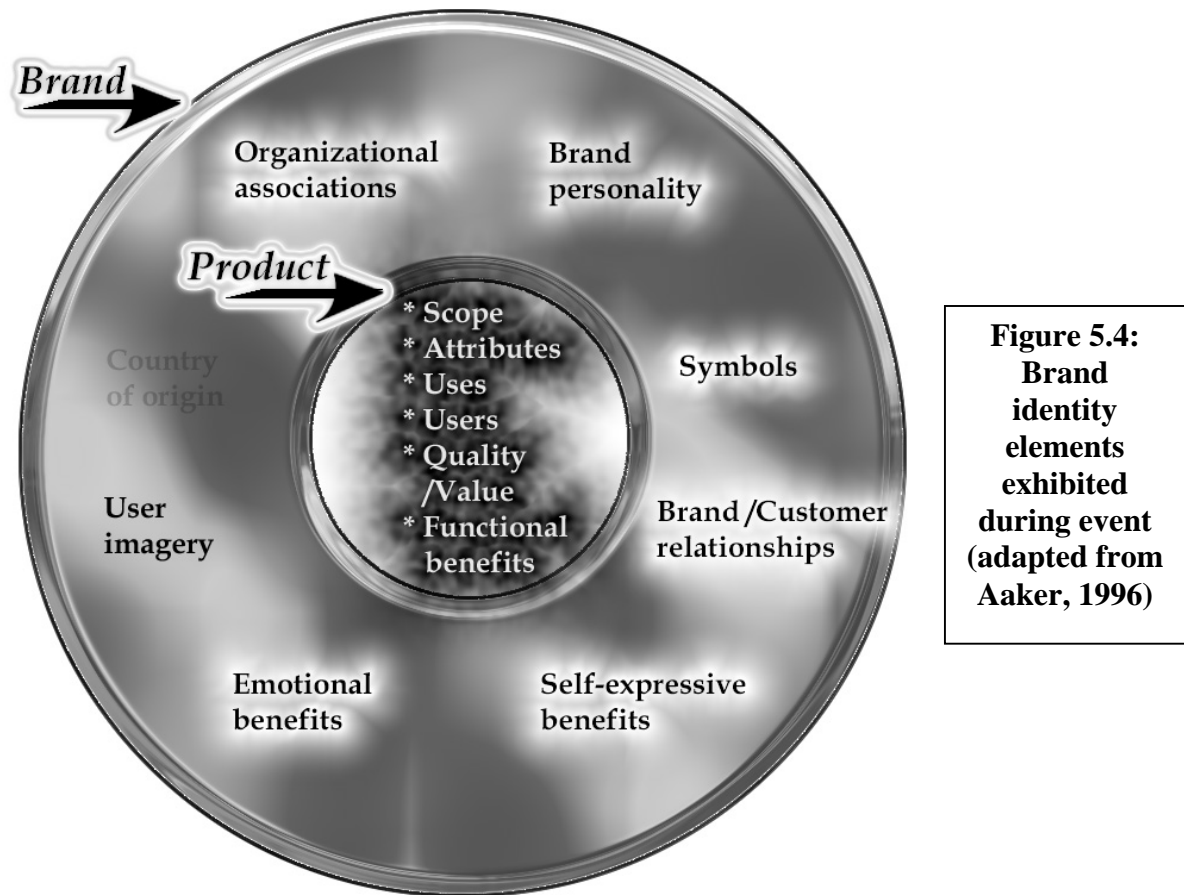 Brand
Organizational
associations
Brand
personality
Product
* Scope
* Attributes
* Uses
* Users
* Quality
/Value
* Functional
benefits
Country
of origin
Symbols
User
imagery
Brand /Customer
relationships
Emotional
benefits
Self-expressive
benefits
Figure 5.4:
Brand
identity
elements
exhibited
during event
(adapted from
Aaker, 1996)